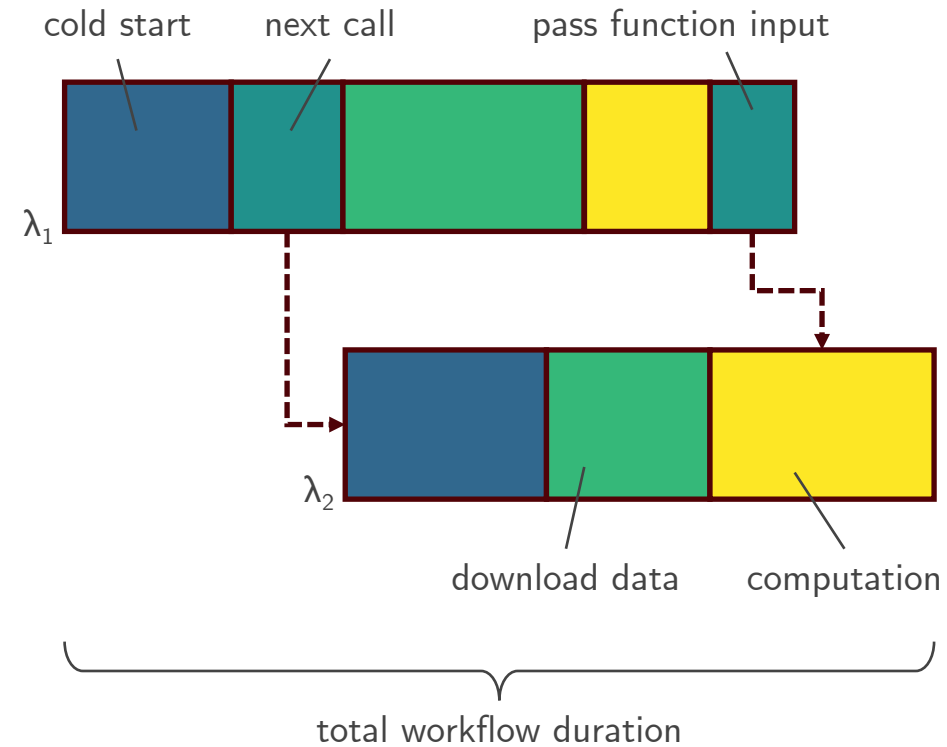 cold start
next call
pass function input
λ₁
λ₂
download data
computation
total workflow duration